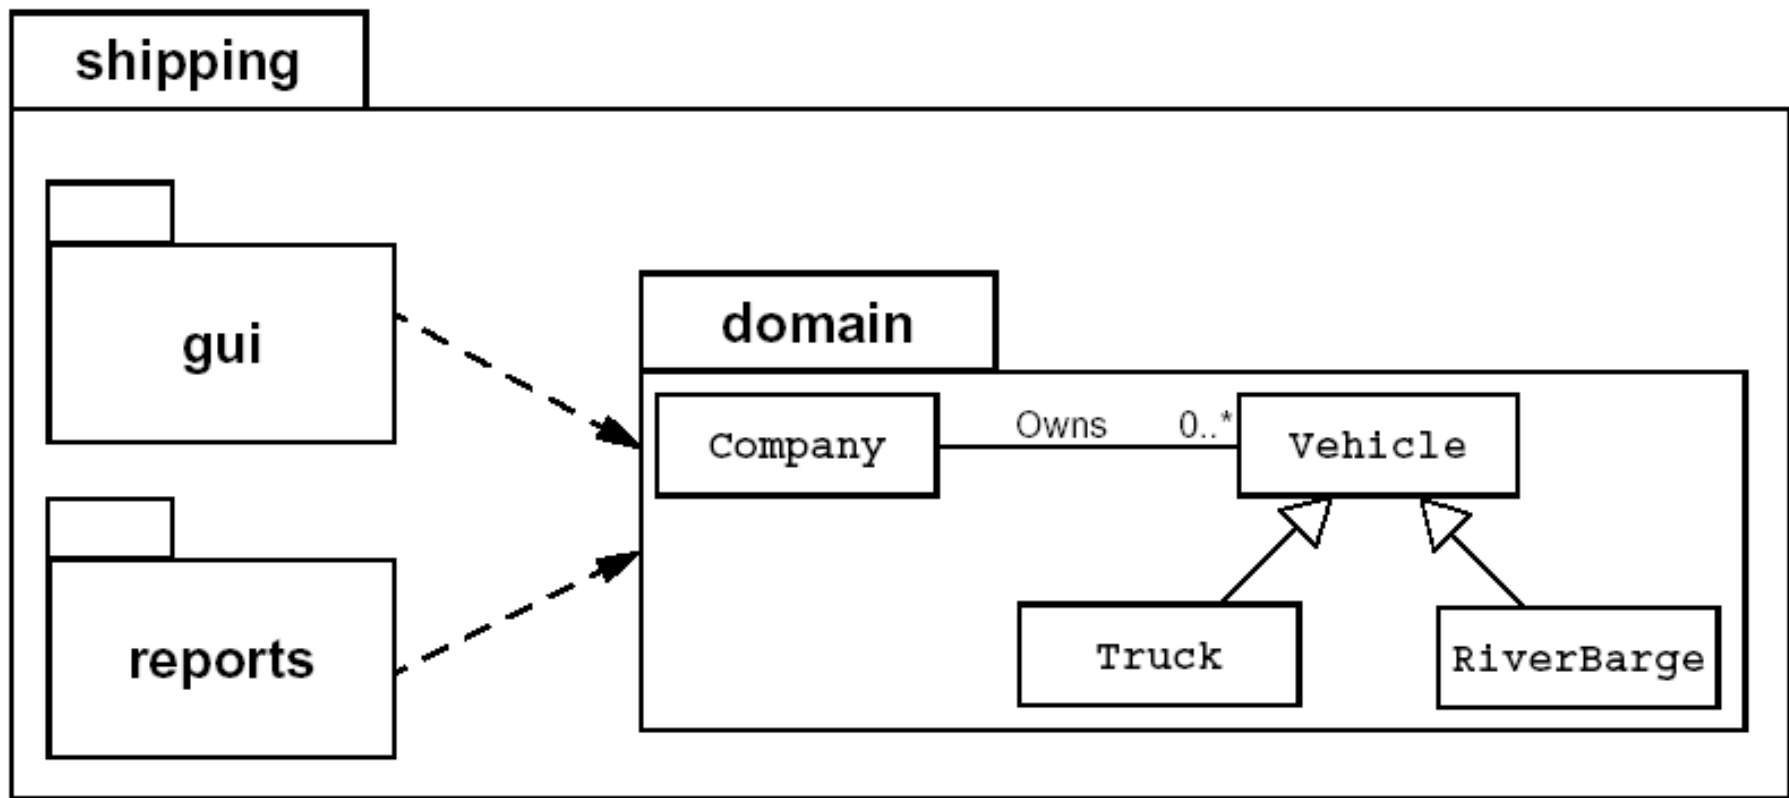 shipping
gui
domain
Company
Owns
0..*
Vehicle
reports
Truck
RiverBarge